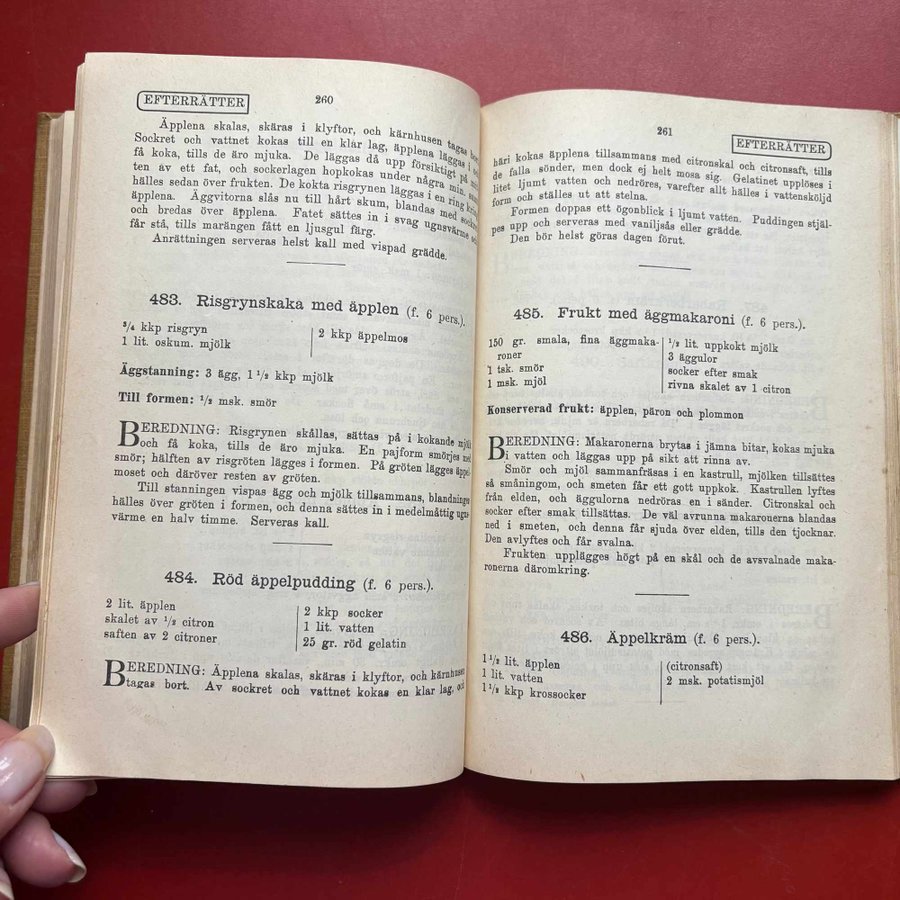 EFTERRÄTTER
260
Äpplena skalas, skäras i klyftor, och kärnhusen tagas bort.
Sockret och vattnet kokas till en klar lag, äpplena läggas i och
få koka, tills de äro mjuka. De läggas då upp försiktigt på mitten
ten av ett fat, och sockerlagen hopkokas under några min. samt
hälles sedan över frukten. De kokta risgrynen läggas i en ring kring
äpplena. Äggvitorna slås nu till hårt skum, blandas med sockret
och bredas över äpplena. Fatet sättes in i svag ugnsvärme och
får stå, tills marängen fått en ljusgul färg.
Anrättningen serveras helst kall med vispad grädde.
483. Risgrynskaka med äpplen (f. 6 pers.).
3/4 kkp risgryn
1 lit. oskum. mjölk
2 kkp äppelmos
Äggstanning: 3 ägg, 1 1/2 kkp mjölk
Till formen: 1/2 msk. smör
BEREDNING: Risgrynen skållas, sättas på i kokande mjölk
och få koka, tills de äro mjuka. En pajform smörjes med
smör; hälften av risgröten lägges i formen. På gröten lägges äppel-
moset och däröver resten av gröten.
Till stanningen vispas ägg och mjölk tillsammans, blandningen
hälles över gröten i formen, och denna sättes in i medelmåttig ugns-
värme en halv timme. Serveras kall.
484. Röd äppelpudding (f. 6 pers.).
2 lit. äpplen
skalet av 1/2 citron
saften av 2 citroner
2 kkp socker
1 lit. vatten
25 gr. röd gelatin
BEREDNING: Äpplena skalas, skäras i klyftor, och kärnhusen
tagas bort. Av sockret och vattnet kokas en klar lag, och
261
EFTERRÄTTER
häri kokas äpplena tillsammans med citronskal och citronsaft, tills
de falla sönder, men dock ej helt mosa sig. Gelatinet upplöses i
litet ljumt vatten och nedröres, varefter allt hälles i vattensköljd
form och ställes ut att stelna.
Formen doppas ett ögonblick i ljumt vatten. Puddingen stjäl-
pes upp och serveras med vaniljsås eller grädde.
Den bör helst göras dagen förut.
485. Frukt med äggmakaroni (f. 6 pers.).
150 gr. smala, fina äggmaka-
roner
1 tsk. smör
1 msk. mjöl
1/2 lit. uppkokt mjölk
3 äggulor
socker efter smak
rivna skalet av 1 citron
Konserverad frukt: äpplen, päron och plommon
BEREDNING: Makaronerna brytas i jämna bitar, kokas mjuka
i vatten och läggas upp på sikt att rinna av.
Smör och mjöl sammanfräsas i en kastrull, mjölken tillsättes
så småningom, och smeten får ett gott uppkok. Kastrullen lyftes
från elden, och äggulorna nedröras en i sänder. Citronskal och
socker efter smak tillsättas. De väl avrunna makaronerna blandas
ned i smeten, och denna får sjuda över elden, tills den tjocknar.
Den avlyftes och får svalna.
Frukten upplägges högt på en skål och de avsvalnade maka-
ronerna däromkring.
486. Äppelkräm (f. 6 pers.).
1 1/2 lit. äpplen
1 lit. vatten
1 1/2 kkp krossocker
(citronsaft)
2 msk. potatismjöl